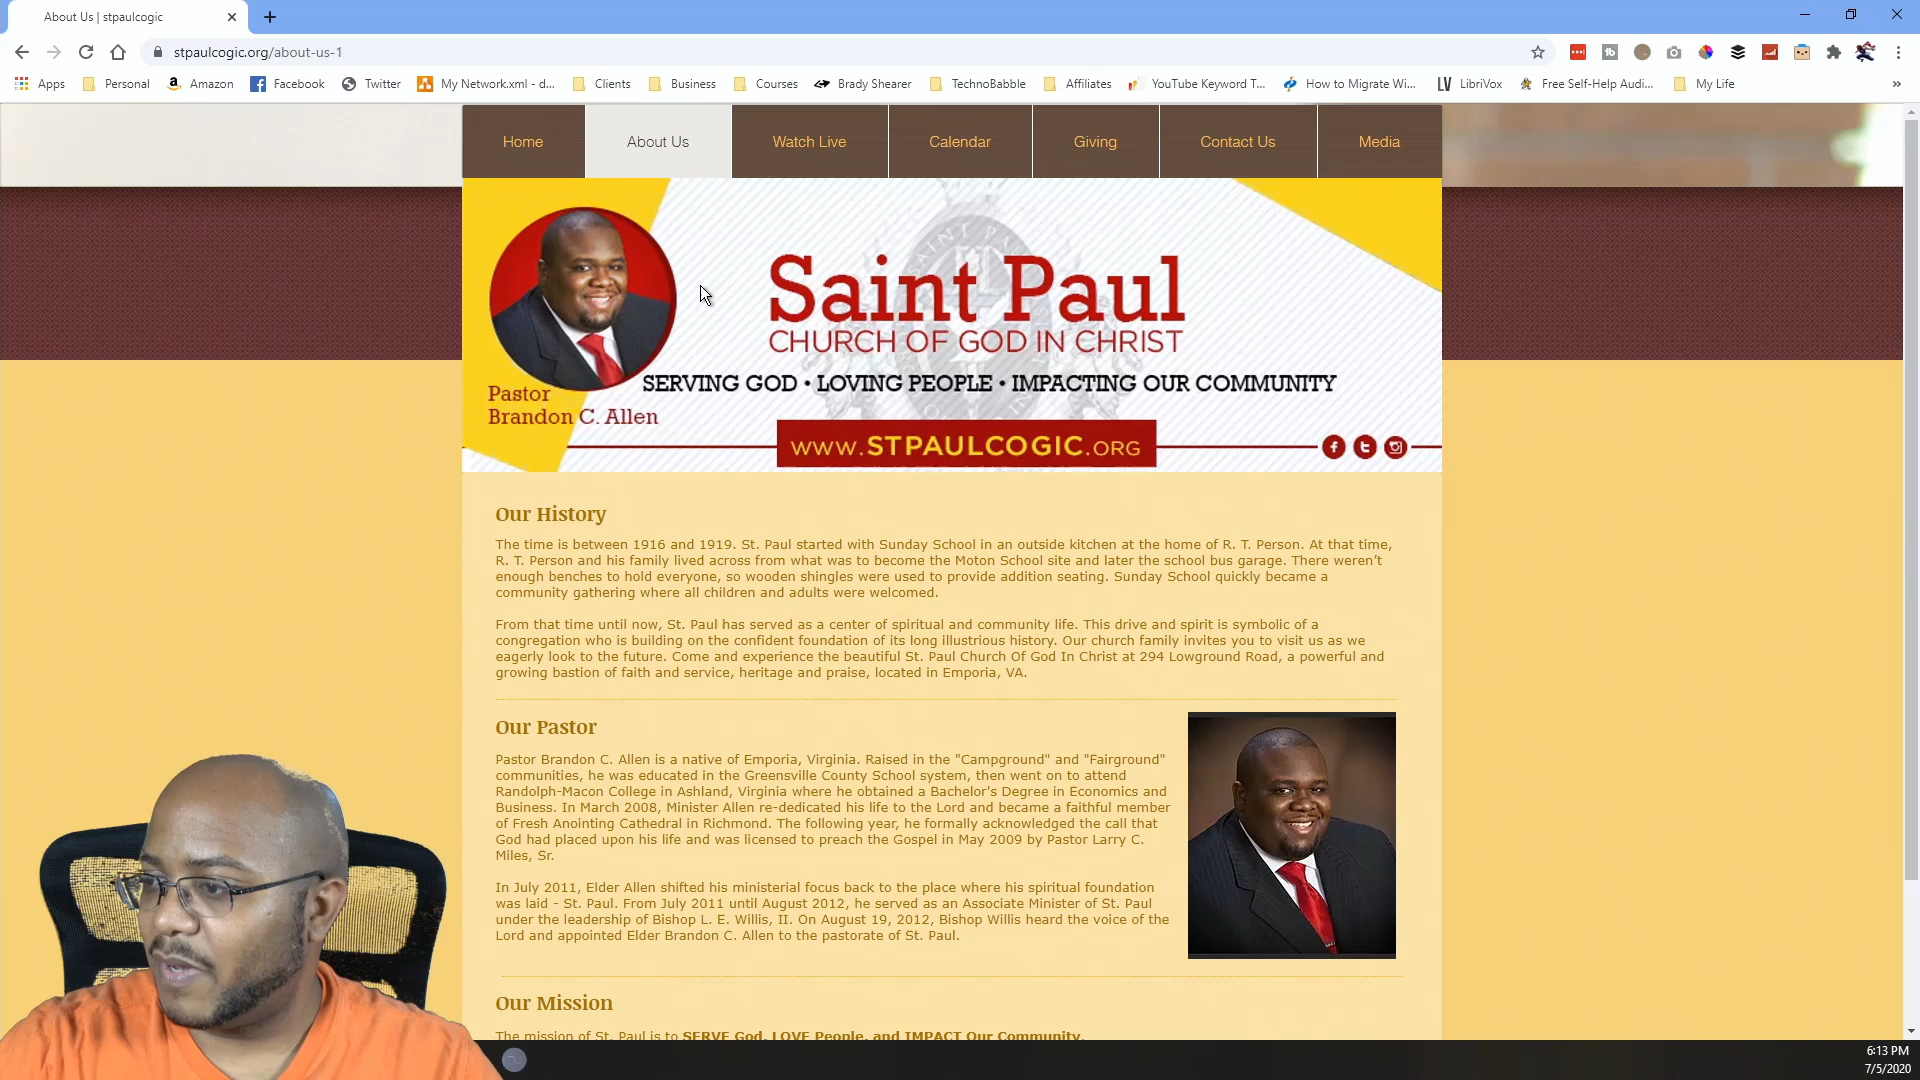 About Us | stpaulcogic
stpaulcogic.org/about-us-1
Apps Personal Amazon Facebook Twitter My Network.xml - d... Clients Business Courses Brady Shearer TechnoBabble Affiliates YouTube Keyword T... How to Migrate Wi... LibriVox Free Self-Help Audi... My Life
Home About Us Watch Live Calendar Giving Contact Us Media
Saint Paul
CHURCH OF GOD IN CHRIST
SERVING GOD • LOVING PEOPLE • IMPACTING OUR COMMUNITY
Pastor
Brandon C. Allen
WWW.STPAULCOGIC.ORG
Our History
The time is between 1916 and 1919. St. Paul started with Sunday School in an outside kitchen at the home of R. T. Person. At that time,
R. T. Person and his family lived across from what was to become the Moton School site and later the school bus garage. There weren't
enough benches to hold everyone, so wooden shingles were used to provide addition seating. Sunday School quickly became a
community gathering where all children and adults were welcomed.
From that time until now, St. Paul has served as a center of spiritual and community life. This drive and spirit is symbolic of a
congregation who is building on the confident foundation of its long illustrious history. Our church family invites you to visit us as we
eagerly look to the future. Come and experience the beautiful St. Paul Church Of God In Christ at 294 Lowground Road, a powerful and
growing bastion of faith and service, heritage and praise, located in Emporia, VA.
Our Pastor
Pastor Brandon C. Allen is a native of Emporia, Virginia. Raised in the "Campground" and "Fairground"
communities, he was educated in the Greensville County School system, then went on to attend
Randolph-Macon College in Ashland, Virginia where he obtained a Bachelor's Degree in Economics and
Business. In March 2008, Minister Allen re-dedicated his life to the Lord and became a faithful member
of Fresh Anointing Cathedral in Richmond. The following year, he formally acknowledged the call that
God had placed upon his life and was licensed to preach the Gospel in May 2009 by Pastor Larry C.
Miles, Sr.
In July 2011, Elder Allen shifted his ministerial focus back to the place where his spiritual foundation
was laid - St. Paul. From July 2011 until August 2012, he served as an Associate Minister of St. Paul
under the leadership of Bishop L. E. Willis, II. On August 19, 2012, Bishop Willis heard the voice of the
Lord and appointed Elder Brandon C. Allen to the pastorate of St. Paul.
Our Mission
The mission of St. Paul is to SERVE God, LOVE People, and IMPACT Our Community.
6:13 PM
7/5/2020